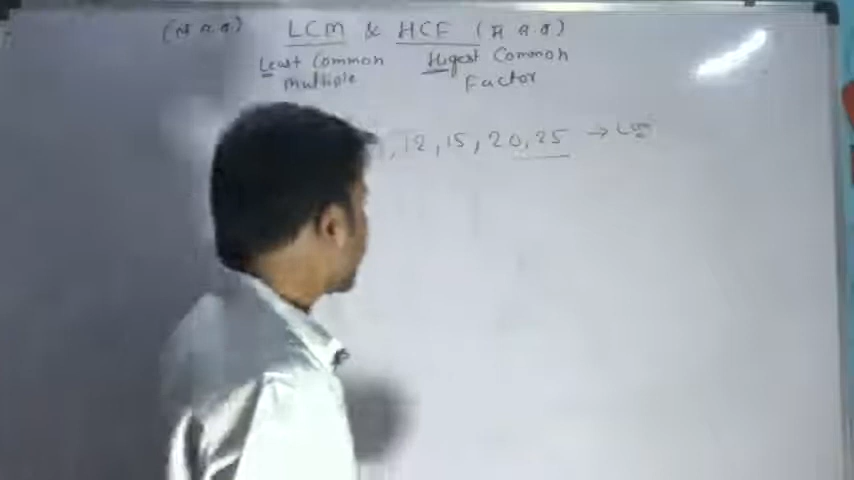 (ल.स.व.) LCM & HCF (म.स.व)
Least Common Higest Common
multiple Factor
, 12, 15, 20, 25 → LCM